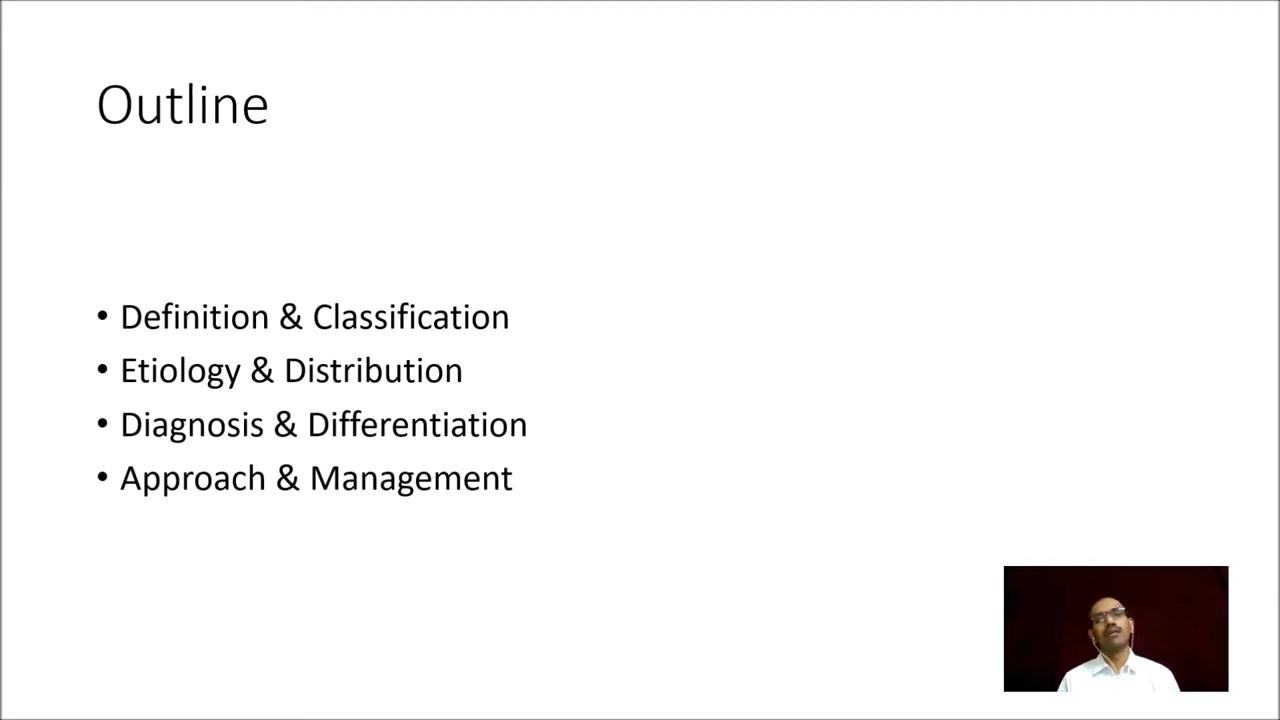 Outline
• Definition & Classification
• Etiology & Distribution
• Diagnosis & Differentiation
• Approach & Management